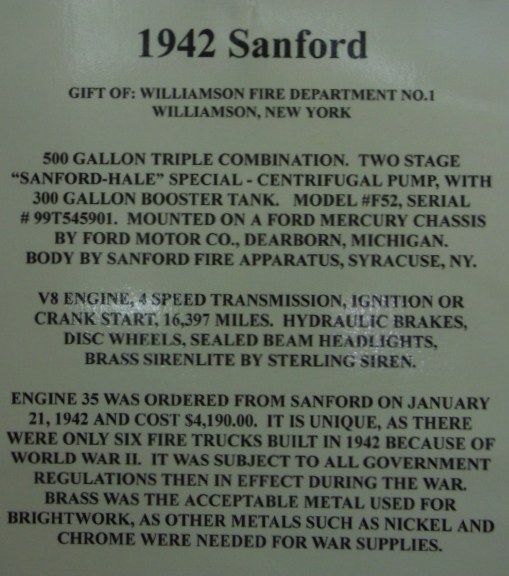 1942 Sanford
GIFT OF: WILLIAMSON FIRE DEPARTMENT NO.1
WILLIAMSON, NEW YORK
500 GALLON TRIPLE COMBINATION. TWO STAGE
"SANFORD-HALE" SPECIAL - CENTRIFUGAL PUMP, WITH
300 GALLON BOOSTER TANK. MODEL #F52, SERIAL
# 99T545901. MOUNTED ON A FORD MERCURY CHASSIS
BY FORD MOTOR CO., DEARBORN, MICHIGAN.
BODY BY SANFORD FIRE APPARATUS, SYRACUSE, NY.
V8 ENGINE, 4 SPEED TRANSMISSION, IGNITION OR
CRANK START, 16,397 MILES. HYDRAULIC BRAKES,
DISC WHEELS, SEALED BEAM HEADLIGHTS,
BRASS SIRENLITE BY STERLING SIREN.
ENGINE 35 WAS ORDERED FROM SANFORD ON JANUARY
21, 1942 AND COST $4,190.00. IT IS UNIQUE, AS THERE
WERE ONLY SIX FIRE TRUCKS BUILT IN 1942 BECAUSE OF
WORLD WAR II. IT WAS SUBJECT TO ALL GOVERNMENT
REGULATIONS THEN IN EFFECT DURING THE WAR.
BRASS WAS THE ACCEPTABLE METAL USED FOR
BRIGHTWORK, AS OTHER METALS SUCH AS NICKEL AND
CHROME WERE NEEDED FOR WAR SUPPLIES.